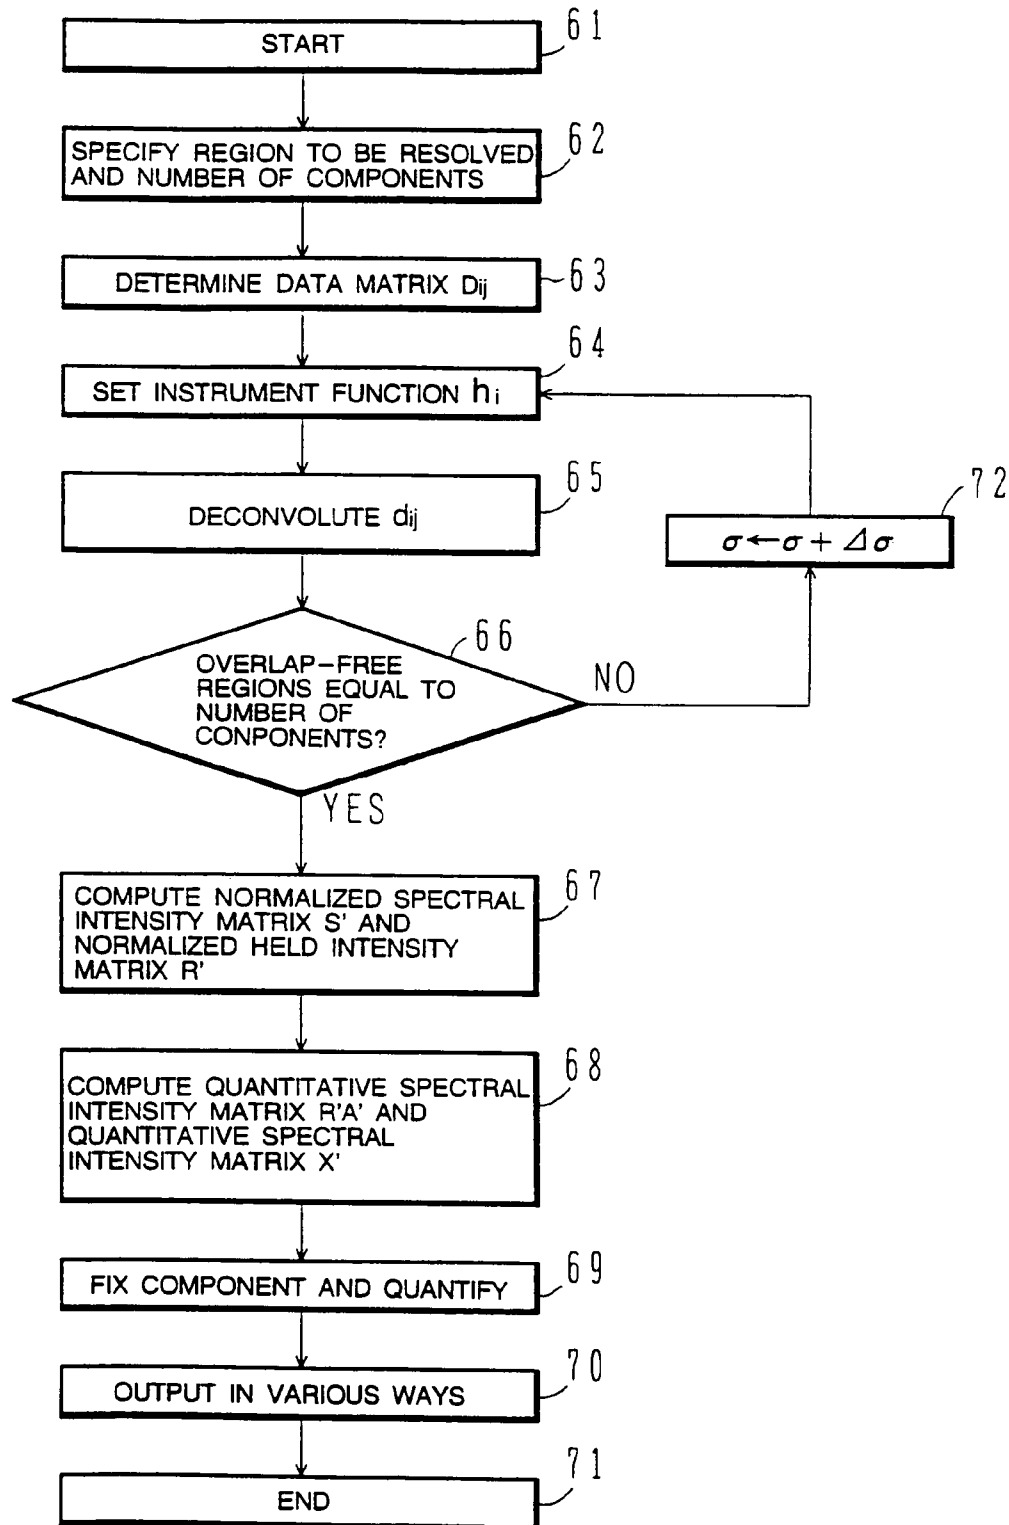 START
61
SPECIFY REGION TO BE RESOLVED
AND NUMBER OF COMPONENTS
62
DETERMINE DATA MATRIX Dij
63
SET INSTRUMENT FUNCTION hi
64
DECONVOLUTE dij
65
72
σ←σ + Δσ
66
OVERLAP-FREE
REGIONS EQUAL TO
NUMBER OF
CONPONENTS?
NO
YES
COMPUTE NORMALIZED SPECTRAL
INTENSITY MATRIX S' AND
NORMALIZED HELD INTENSITY
MATRIX R'
67
COMPUTE QUANTITATIVE SPECTRAL
INTENSITY MATRIX R'A' AND
QUANTITATIVE SPECTRAL
INTENSITY MATRIX X'
68
FIX COMPONENT AND QUANTIFY
69
OUTPUT IN VARIOUS WAYS
70
END
71